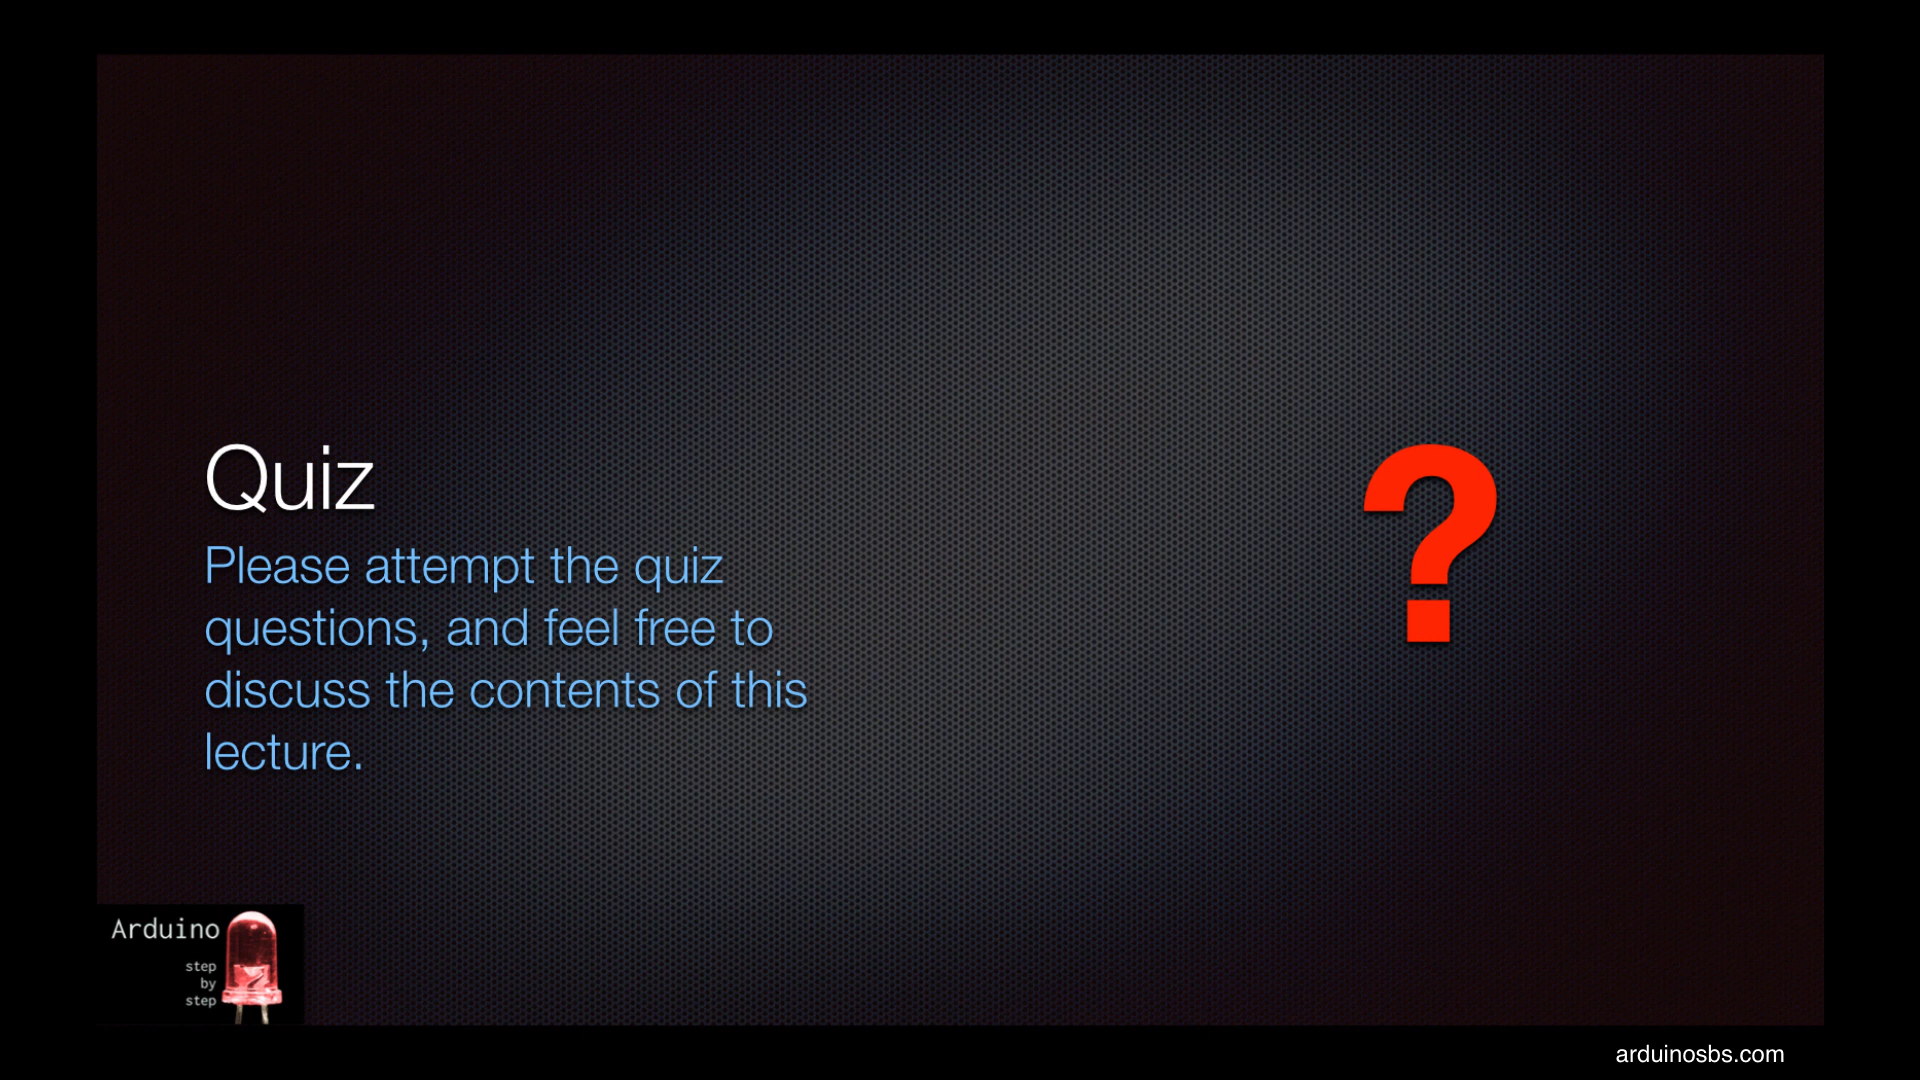 Quiz
Please attempt the quiz
questions, and feel free to
discuss the contents of this
lecture.
?
Arduino
step
by
step
arduinosbs.com